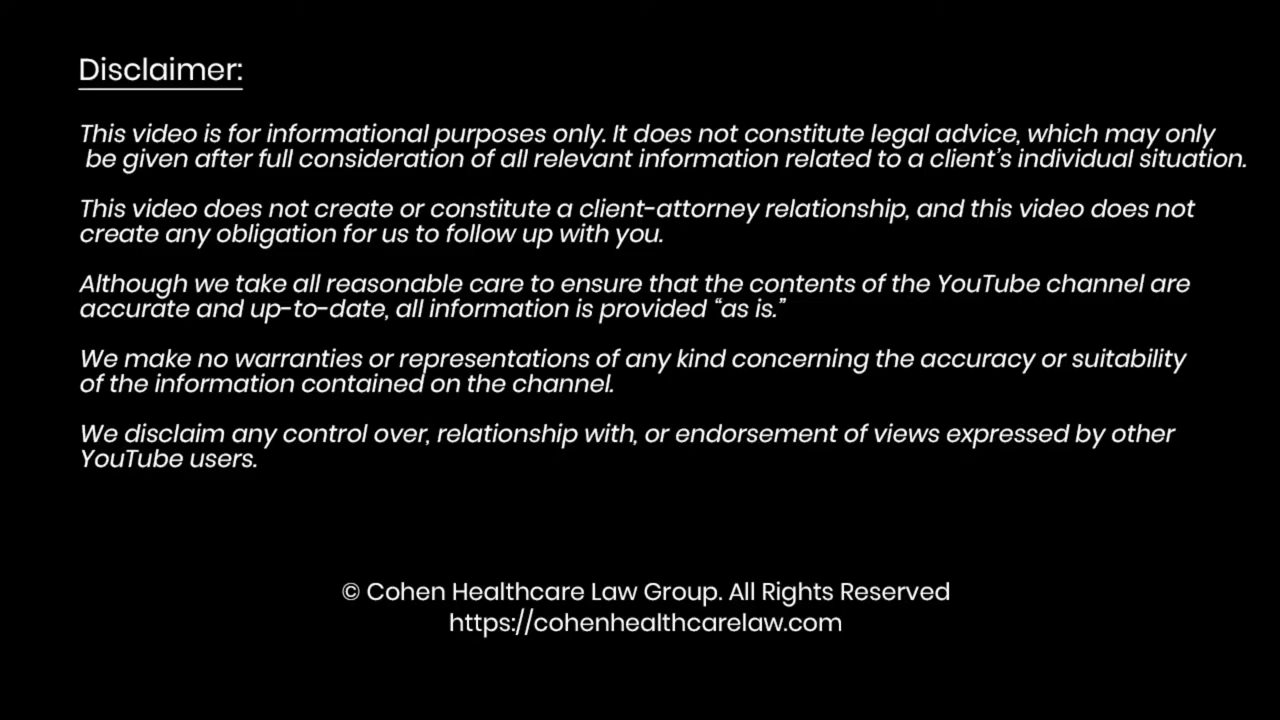 Disclaimer:
This video is for informational purposes only. It does not constitute legal advice, which may only
be given after full consideration of all relevant information related to a client’s individual situation.
This video does not create or constitute a client-attorney relationship, and this video does not
create any obligation for us to follow up with you.
Although we take all reasonable care to ensure that the contents of the YouTube channel are
accurate and up-to-date, all information is provided “as is.”
We make no warranties or representations of any kind concerning the accuracy or suitability
of the information contained on the channel.
We disclaim any control over, relationship with, or endorsement of views expressed by other
YouTube users.
© Cohen Healthcare Law Group. All Rights Reserved
https://cohenhealthcarelaw.com